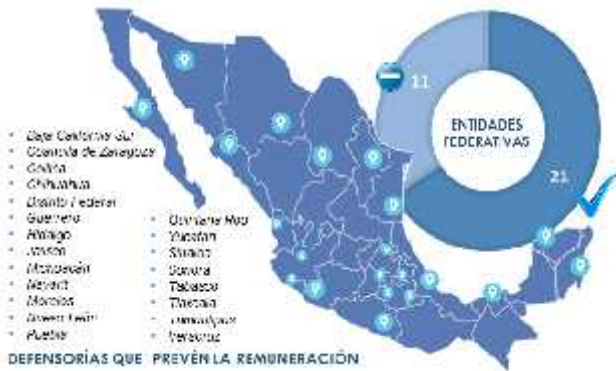 11
ENTIDADES
FEDERATIVAS
21
Baja California Sur
Coahuila de Zaragoza
Colima
Chihuahua
Distrito Federal
Guerrero
Hidalgo
Jalisco
Michoacán
Nayarit
Morelos
Nuevo León
Puebla
Quintana Roo
Yucatán
Sinaloa
Sonora
Tabasco
Tlaxcala
Tamaulipas
Veracruz
DEFENSORÍAS QUE PREVÉN LA REMUNERACIÓN